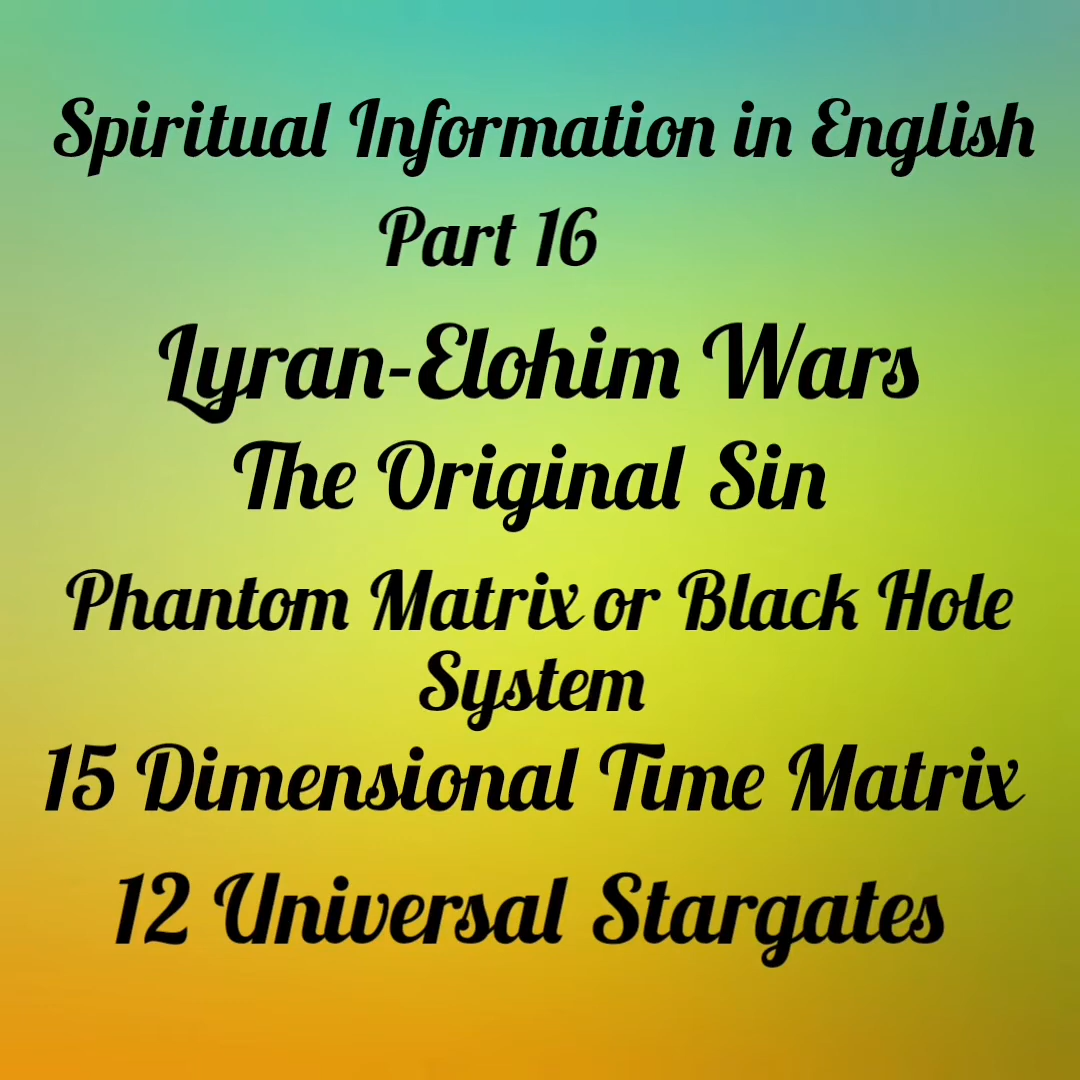 Spiritual Information in English
Part 16
Lyran-Elohim Wars
The Original Sin
Phantom Matrix or Black Hole
System
15 Dimensional Time Matrix
12 Universal Stargates